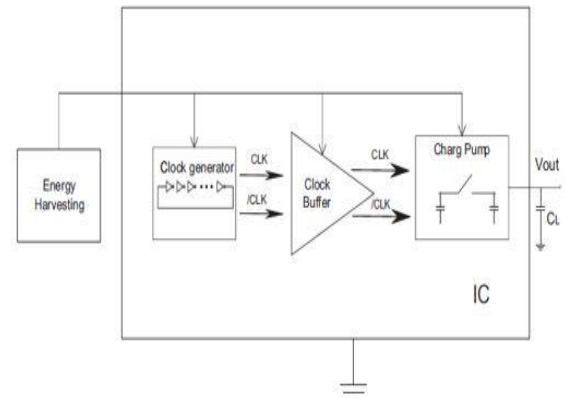 Energy
Harvesting
Clock generator
CLK
/CLK
Clock
Buffer
CLK
/CLK
Charg Pump
Vout
CL
IC